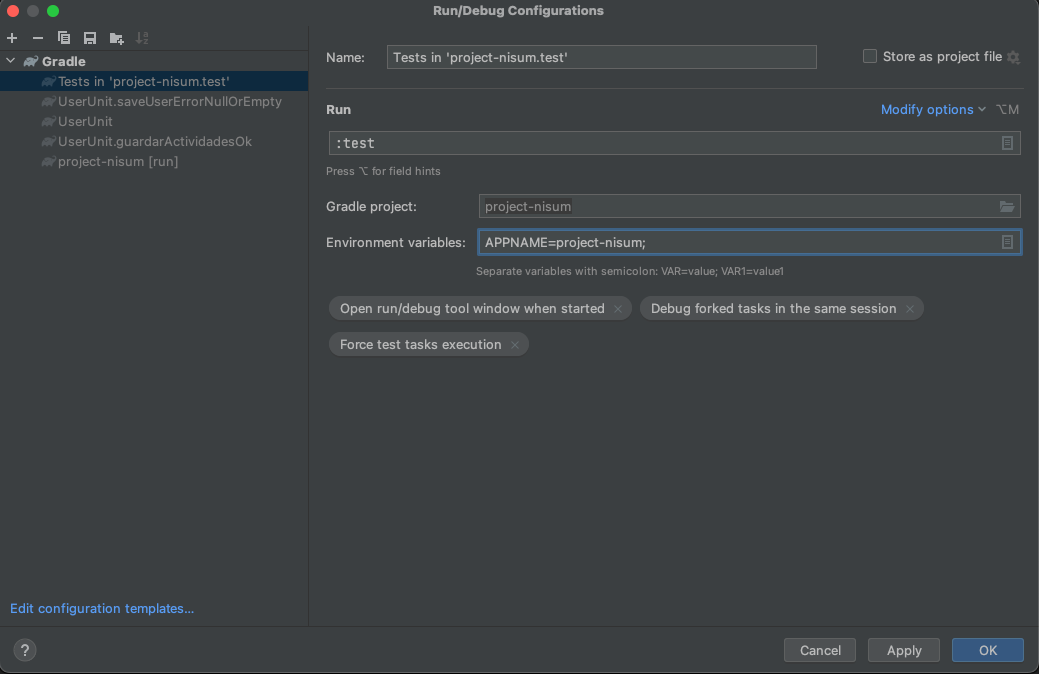 Run/Debug Configurations
Gradle
Tests in 'project-nisum.test'
UserUnit.saveUserErrorNullOrEmpty
UserUnit
UserUnit.guardarActividadesOk
project-nisum [run]
Edit configuration templates...
Name: Tests in 'project-nisum.test' Store as project file
Run Modify options ⌥M
:test
Press ⌥ for field hints
Gradle project: project-nisum
Environment variables: APPNAME=project-nisum;
Separate variables with semicolon: VAR=value; VAR1=value1
Open run/debug tool window when started × Debug forked tasks in the same session ×
Force test tasks execution ×
? Cancel Apply OK